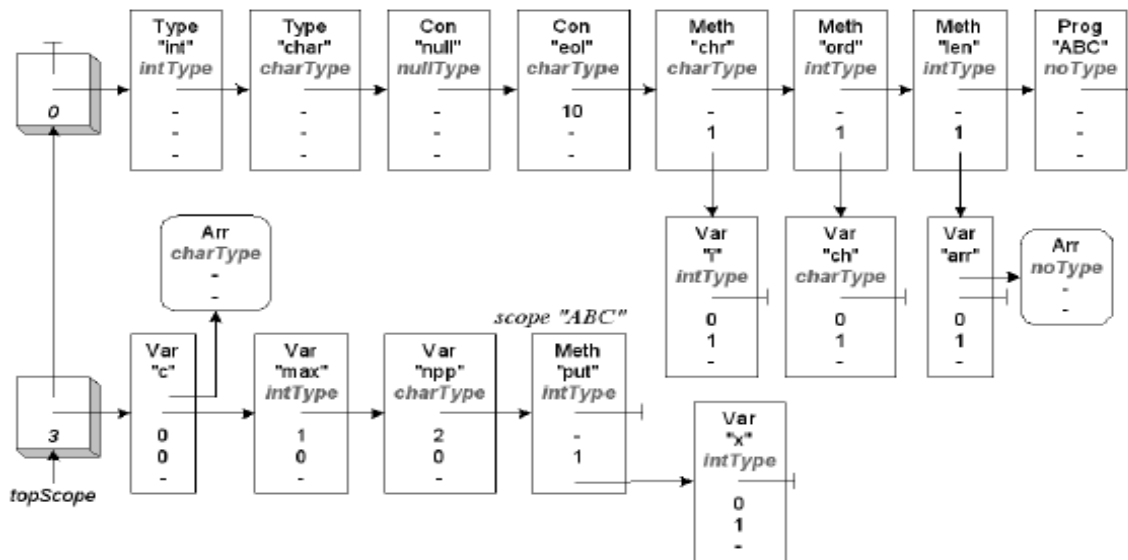 Type
"int"
intType
-
-
-
Type
"char"
charType
-
-
-
Con
"null"
nullType
-
-
-
Con
"eol"
charType
10
-
-
Meth
"chr"
charType
-
1
Meth
"ord"
intType
-
1
Meth
"len"
intType
-
1
Prog
"ABC"
noType
-
-
-
0
Arr
charType
-
-
Var
"i"
intType
0
1
-
Var
"ch"
charType
0
1
-
Var
"arr"
0
1
-
Arr
noType
-
-
scope "ABC"
3
topScope
Var
"c"
0
0
-
Var
"max"
intType
1
0
-
Var
"npp"
charType
2
0
-
Meth
"put"
intType
-
1
Var
"x"
intType
0
1
-